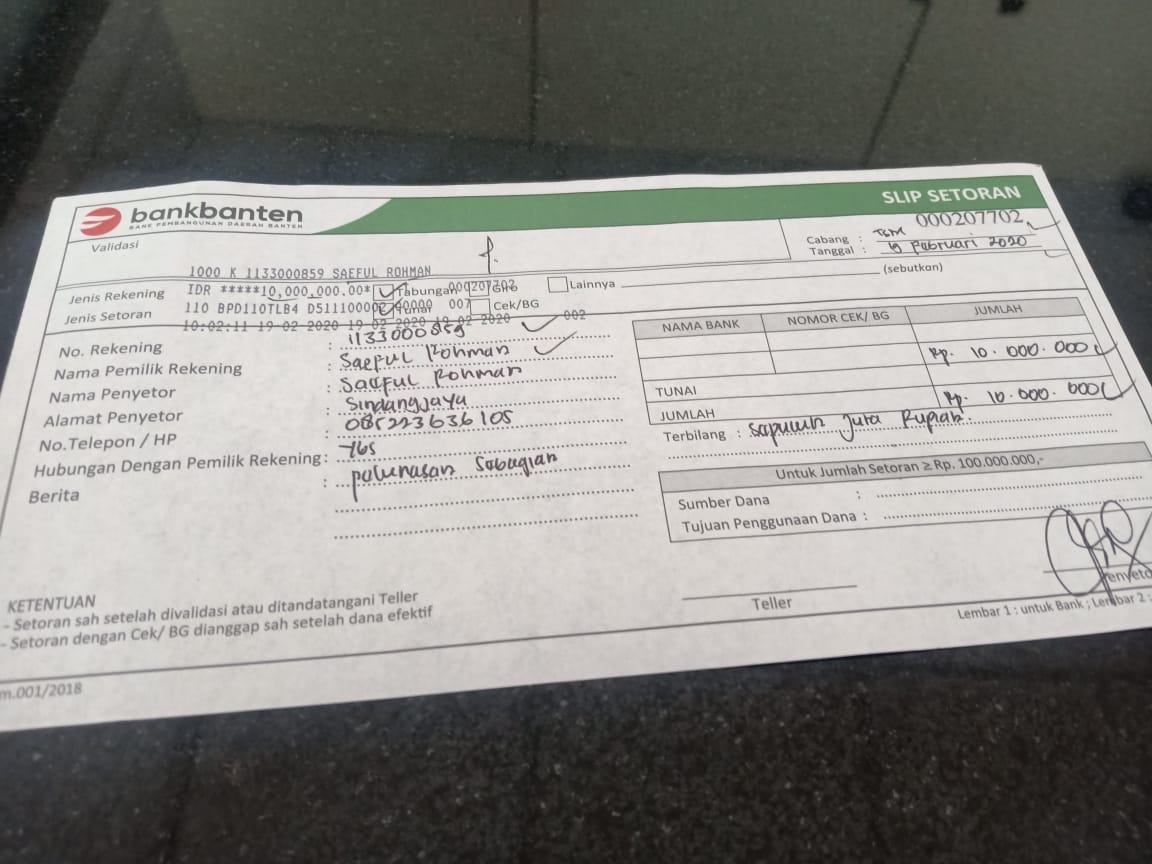 bankbanten
BANK PEMBANGUNAN DAERAH BANTEN
SLIP SETORAN
000207702
Validasi
Cabang : TSM
Tanggal : 19 Februari 2020
1000 K 1133000859 SAEFUL ROHMAN
Jenis Rekening IDR *****10,000,000.00* Tabungan 000207702 Giro Lainnya (sebutkan)
Jenis Setoran 110 BPD110TLB4 Tunai 007 Cek/BG
10:02:11 19-02-2020 19-02-2020 19-02-2020 002
No. Rekening : 1133000859
Nama Pemilik Rekening : Saeful Rohman
Nama Penyetor : Saeful Rohman
Alamat Penyetor : Sindangjaya
No.Telepon / HP : 085223636105
Hubungan Dengan Pemilik Rekening:
Berita : pelunasan Sebagian
NAMA BANK NOMOR CEK/ BG JUMLAH
Rp. 10.000.000
TUNAI
JUMLAH Rp. 10.000.000
Terbilang : Sepuluh Juta Rupiah.
Untuk Jumlah Setoran ≥ Rp. 100.000.000,-
Sumber Dana :
Tujuan Penggunaan Dana :
KETENTUAN
- Setoran sah setelah divalidasi atau ditandatangani Teller
- Setoran dengan Cek/ BG dianggap sah setelah dana efektif
Teller
Penyeto
Lembar 1 : untuk Bank ; Lembar 2 :
m.001/2018